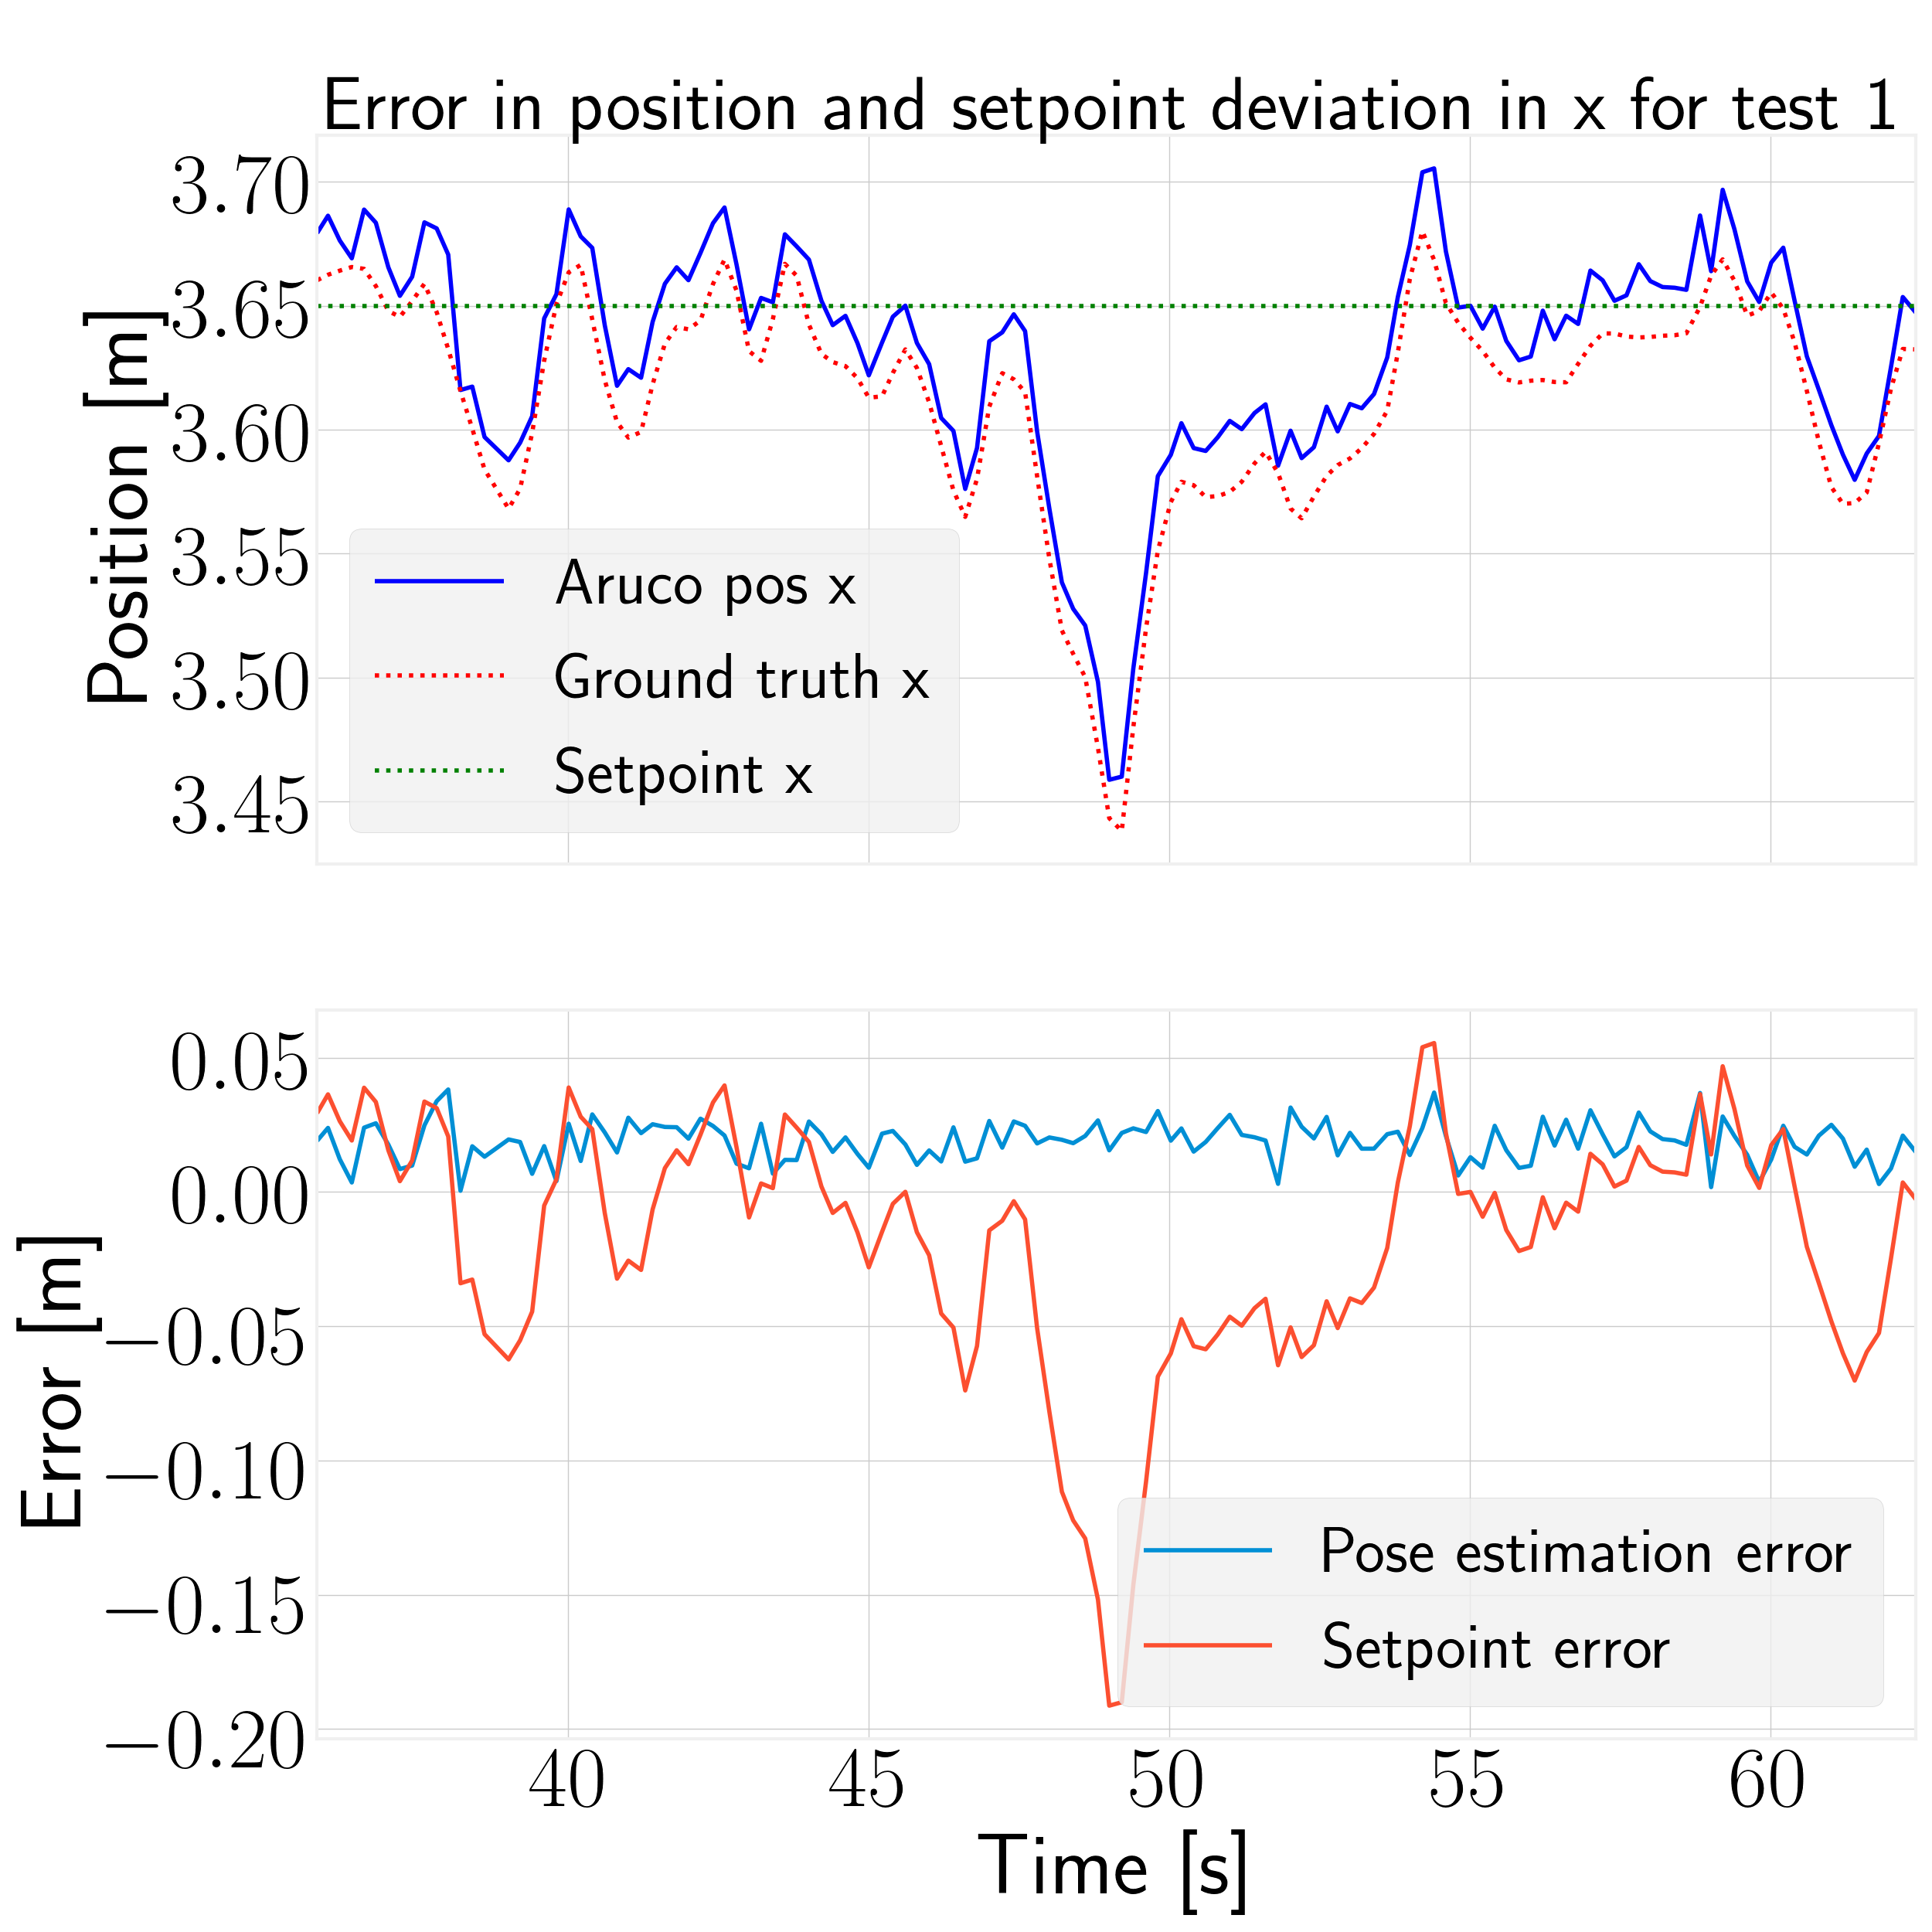 Error in position and setpoint deviation in x for test 1
Position [m]
3.70
3.65
3.60
3.55
3.50
3.45
Aruco pos x
Ground truth x
Setpoint x
Error [m]
0.05
0.00
−0.05
−0.10
−0.15
−0.20
Pose estimation error
Setpoint error
40 45 50 55 60
Time [s]